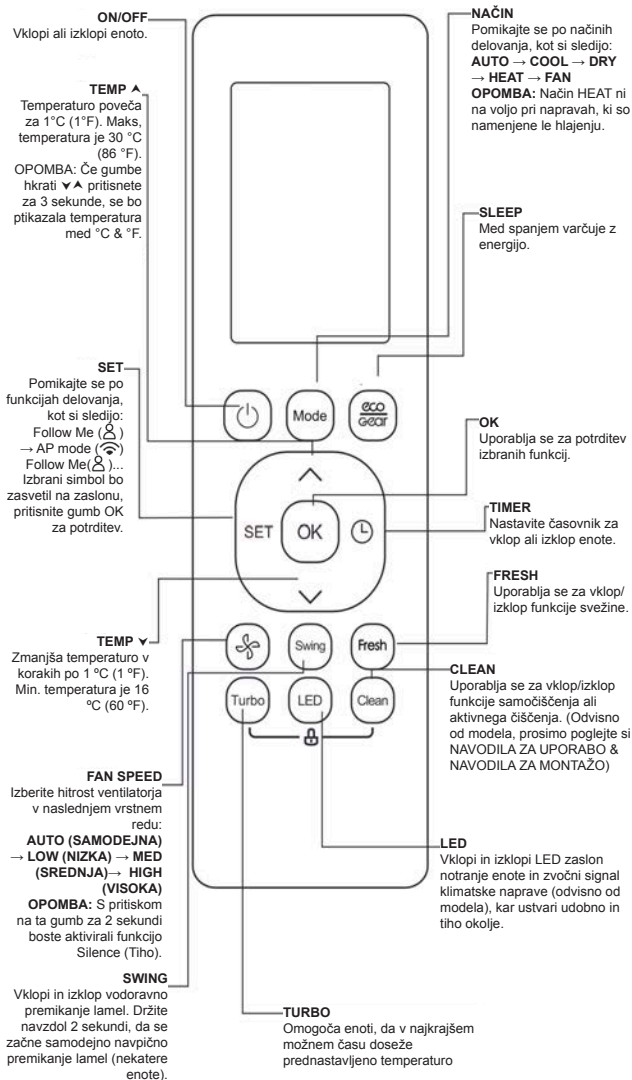 ON/OFF
Vklopi ali izklopi enoto.
TEMP ⮝
Temperaturo poveča
za 1°C (1°F). Maks,
temperatura je 30 °C
(86 °F).
OPOMBA: Če gumbe
hkrati ⮟⮝ pritisnete
za 3 sekunde, se bo
ptikazala temperatura
med °C & °F.
SET
Pomikajte se po
funkcijah delovanja,
kot si sledijo:
Follow Me ( )
→ AP mode ( )
Follow Me( )...
Izbrani simbol bo
zasvetil na zaslonu,
pritisnite gumb OK
za potrditev.
TEMP ⮟
Zmanjša temperaturo v
korakih po 1 ºC (1 ºF).
Min. temperatura je 16
ºC (60 ºF).
FAN SPEED
Izberite hitrost ventilatorja
v naslednjem vrstnem
redu:
AUTO (SAMODEJNA)
→ LOW (NIZKA) → MED
(SREDNJA)→ HIGH
(VISOKA)
OPOMBA: S pritiskom
na ta gumb za 2 sekundi
boste aktivirali funkcijo
Silence (Tiho).
SWING
Vklopi in izklop vodoravno
premikanje lamel. Držite
navzdol 2 sekundi, da se
začne samodejno navpično
premikanje lamel (nekatere
enote).
Mode
eco
Gear
SET
OK
Swing
Fresh
Turbo
LED
Clean
NAČIN
Pomikajte se po načinih
delovanja, kot si sledijo:
AUTO → COOL → DRY
→ HEAT → FAN
OPOMBA: Način HEAT ni
na voljo pri napravah, ki so
namenjene le hlajenju.
SLEEP
Med spanjem varčuje z
energijo.
OK
Uporablja se za potrditev
izbranih funkcij.
TIMER
Nastavite časovnik za
vklop ali izklop enote.
FRESH
Uporablja se za vklop/
izklop funkcije svežine.
CLEAN
Uporablja se za vklop/izklop
funkcije samočiščenja ali
aktivnega čiščenja. (Odvisno
od modela, prosimo poglejte si
NAVODILA ZA UPORABO &
NAVODILA ZA MONTAŽO)
LED
Vklopi in izklopi LED zaslon
notranje enote in zvočni signal
klimatske naprave (odvisno od
modela), kar ustvari udobno in
tiho okolje.
TURBO
Omogoča enoti, da v najkrajšem
možnem času doseže
prednastavljeno temperaturo